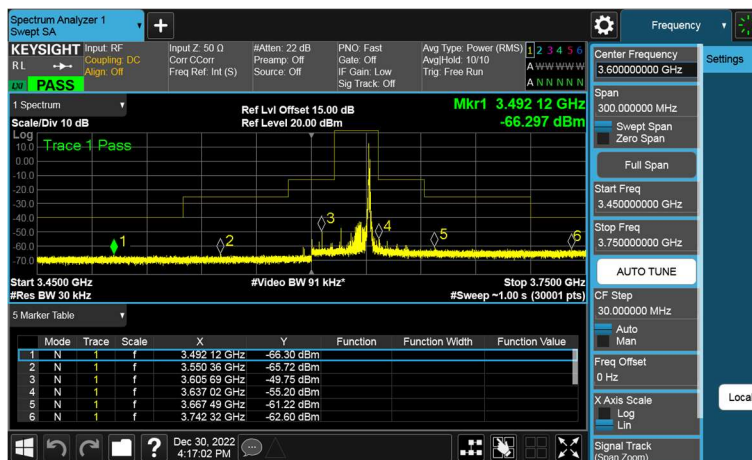 Spectrum Analyzer 1
Swept SA
Frequency
KEYSIGHT Input: RF Input Z: 50 Ω #Atten: 22 dB PNO: Fast Avg Type: Power (RMS) 1 2 3 4 5 6
RL Coupling: DC Corr CCorr Preamp: Off Gate: Off Avg|Hold: 10/10 A W W W W W
Align: Off Freq Ref: Int (S) Source: Off IF Gain: Low Trig: Free Run
LXI PASS Sig Track: Off A N N N N N
1 Spectrum
Scale/Div 10 dB
Ref Lvl Offset 15.00 dB
Ref Level 20.00 dBm
Mkr1 3.492 12 GHz
-66.297 dBm
Log
Trace 1 Pass
10.0
0.00
-10.0
-20.0
-30.0
-40.0
-50.0
-60.0
-70.0
1
2
3
4
5
6
Start 3.4500 GHz #Video BW 91 kHz* Stop 3.7500 GHz
#Res BW 30 kHz #Sweep ~1.00 s (30001 pts)
5 Marker Table
Mode Trace Scale X Y Function Function Width Function Value
1 N 1 f 3.492 12 GHz -66.30 dBm
2 N 1 f 3.550 36 GHz -65.72 dBm
3 N 1 f 3.605 69 GHz -49.75 dBm
4 N 1 f 3.637 02 GHz -55.20 dBm
5 N 1 f 3.667 49 GHz -61.22 dBm
6 N 1 f 3.742 32 GHz -62.60 dBm
?
Dec 30, 2022
4:17:02 PM
Center Frequency
3.600000000 GHz
Settings
Span
300.000000 MHz
Swept Span
Zero Span
Full Span
Start Freq
3.450000000 GHz
Stop Freq
3.750000000 GHz
AUTO TUNE
CF Step
30.000000 MHz
Auto
Man
Freq Offset
0 Hz
X Axis Scale
Log
Lin
Local
Signal Track
(Span Zoom)